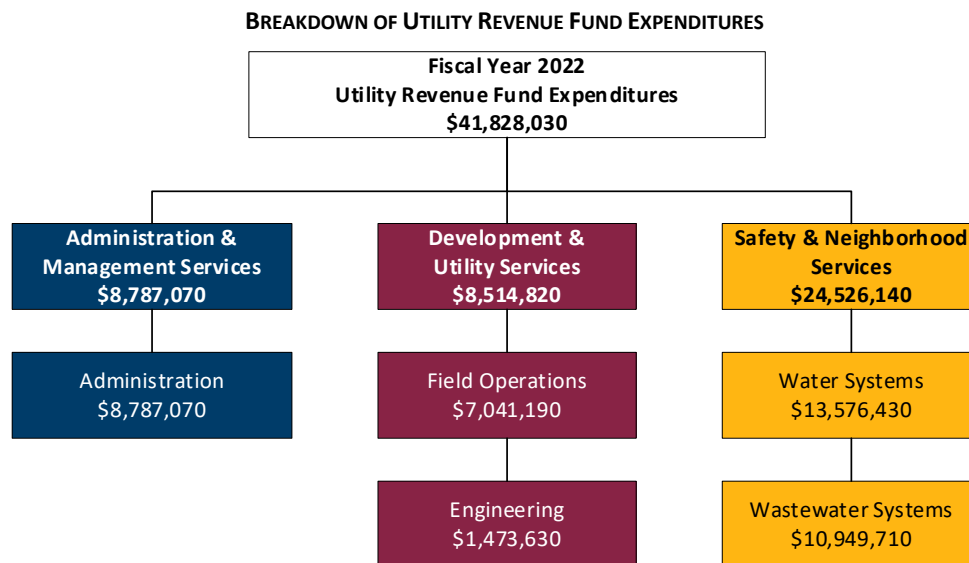 BREAKDOWN OF UTILITY REVENUE FUND EXPENDITURES
Fiscal Year 2022
Utility Revenue Fund Expenditures
$41,828,030
Administration &
Management Services
$8,787,070
Administration
$8,787,070
Development &
Utility Services
$8,514,820
Field Operations
$7,041,190
Engineering
$1,473,630
Safety & Neighborhood
Services
$24,526,140
Water Systems
$13,576,430
Wastewater Systems
$10,949,710